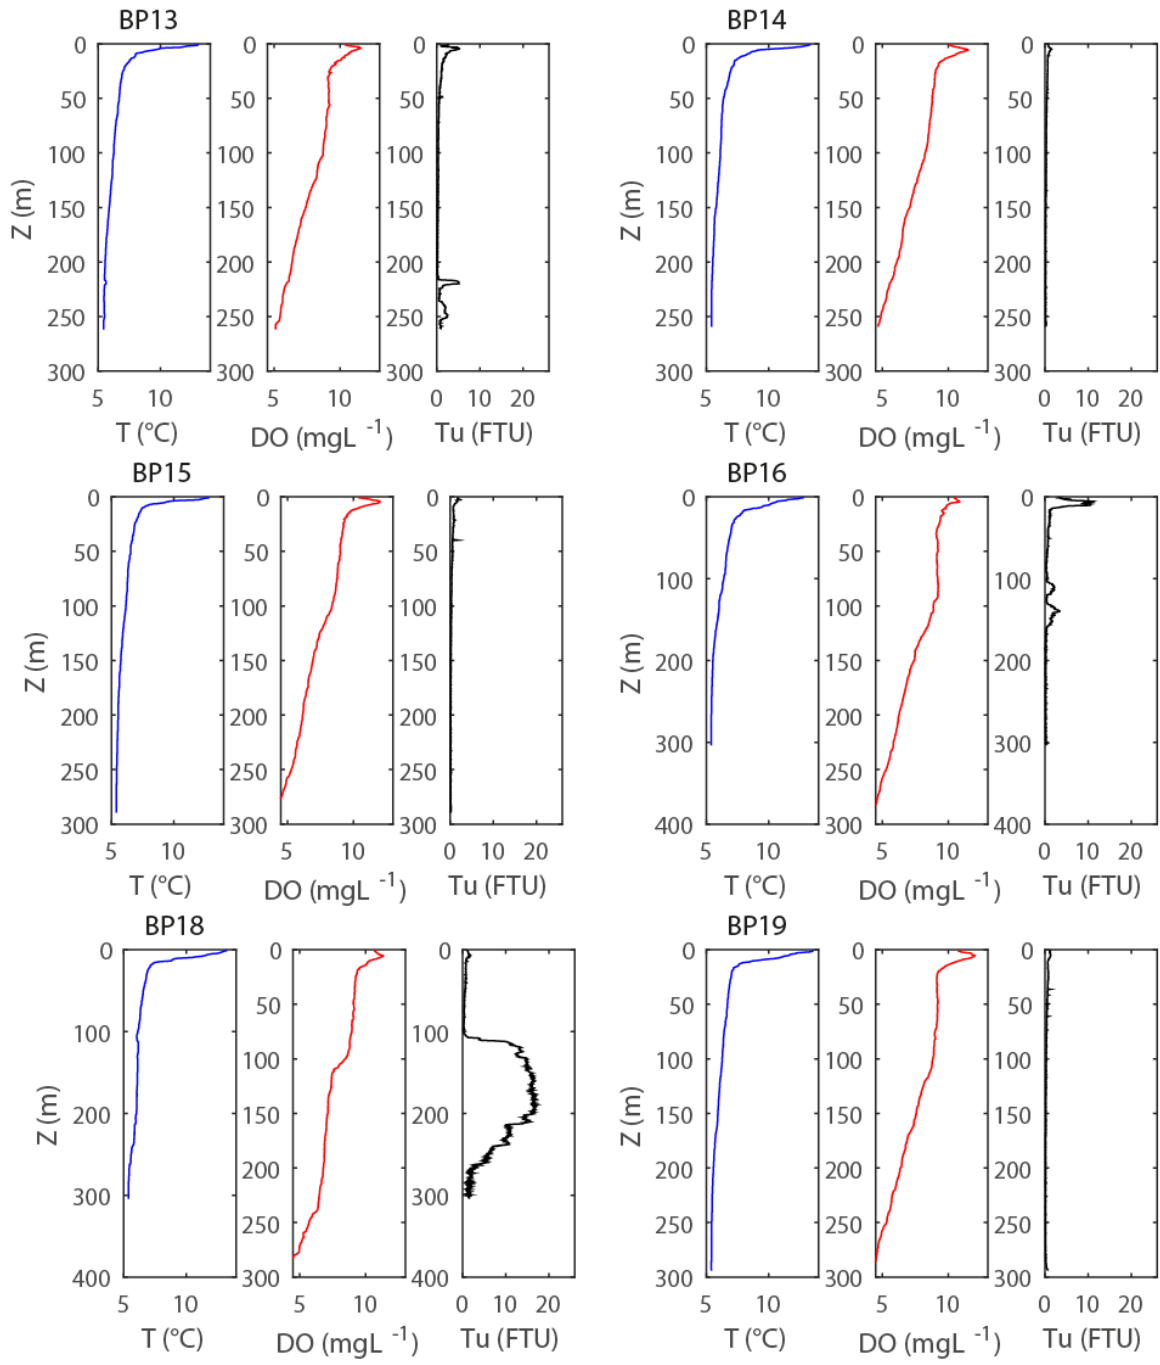 BP13
BP14
0 0 0 0 0 0
50 50 50 50 50 50
100 100 100 100 100 100
Z (m) Z (m)
150 150 150 150 150 150
200 200 200 200 200 200
250 250 250 250 250 250
300 300 300 300 300 300
5 10 5 10 0 10 20 5 10 5 10 0 10 20
T (°C) DO (mgL -1) Tu (FTU) T (°C) DO (mgL -1) Tu (FTU)
BP15
BP16
0 0 0 0 0 0
50 50 50 50
100 100 100 100 100 100
Z (m) Z (m)
150 150 150 200 150 200
200 200 200 200
250 250 250 300 250 300
300 300 300 400 300 400
5 10 5 10 0 10 20 5 10 5 10 0 10 20
T (°C) DO (mgL -1) Tu (FTU) T (°C) DO (mgL -1) Tu (FTU)
BP18
BP19
0 0 0 0 0 0
50 50 50 50
100 100 100 100 100 100
Z (m) Z (m)
200 150 200 150 150 150
200 200 200 200
300 250 300 250 250 250
400 300 400 300 300 300
5 10 5 10 0 10 20 5 10 5 10 0 10 20
T (°C) DO (mgL -1) Tu (FTU) T (°C) DO (mgL -1) Tu (FTU)